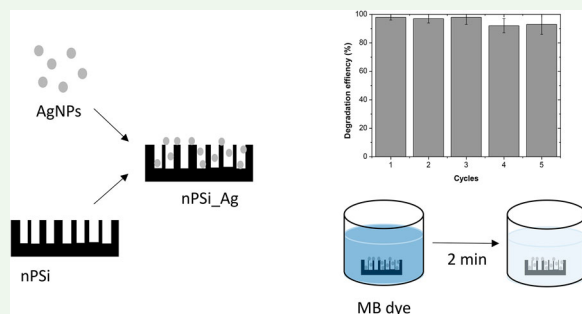 AgNPs
nPSi_Ag
nPSi
Degradation effiency (%)
100
80
60
40
20
0
1 2 3 4 5
Cycles
2 min
MB dye